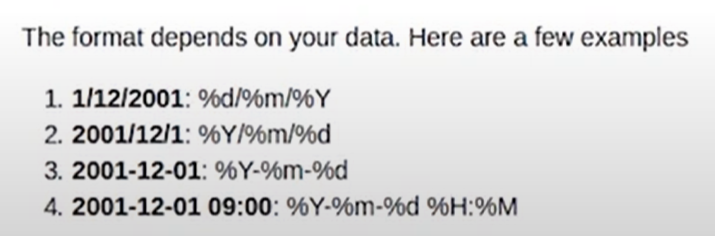 The format depends on your data. Here are a few examples
1. 1/12/2001: %d/%m/%Y
2. 2001/12/1: %Y/%m/%d
3. 2001-12-01: %Y-%m-%d
4. 2001-12-01 09:00: %Y-%m-%d %H:%M